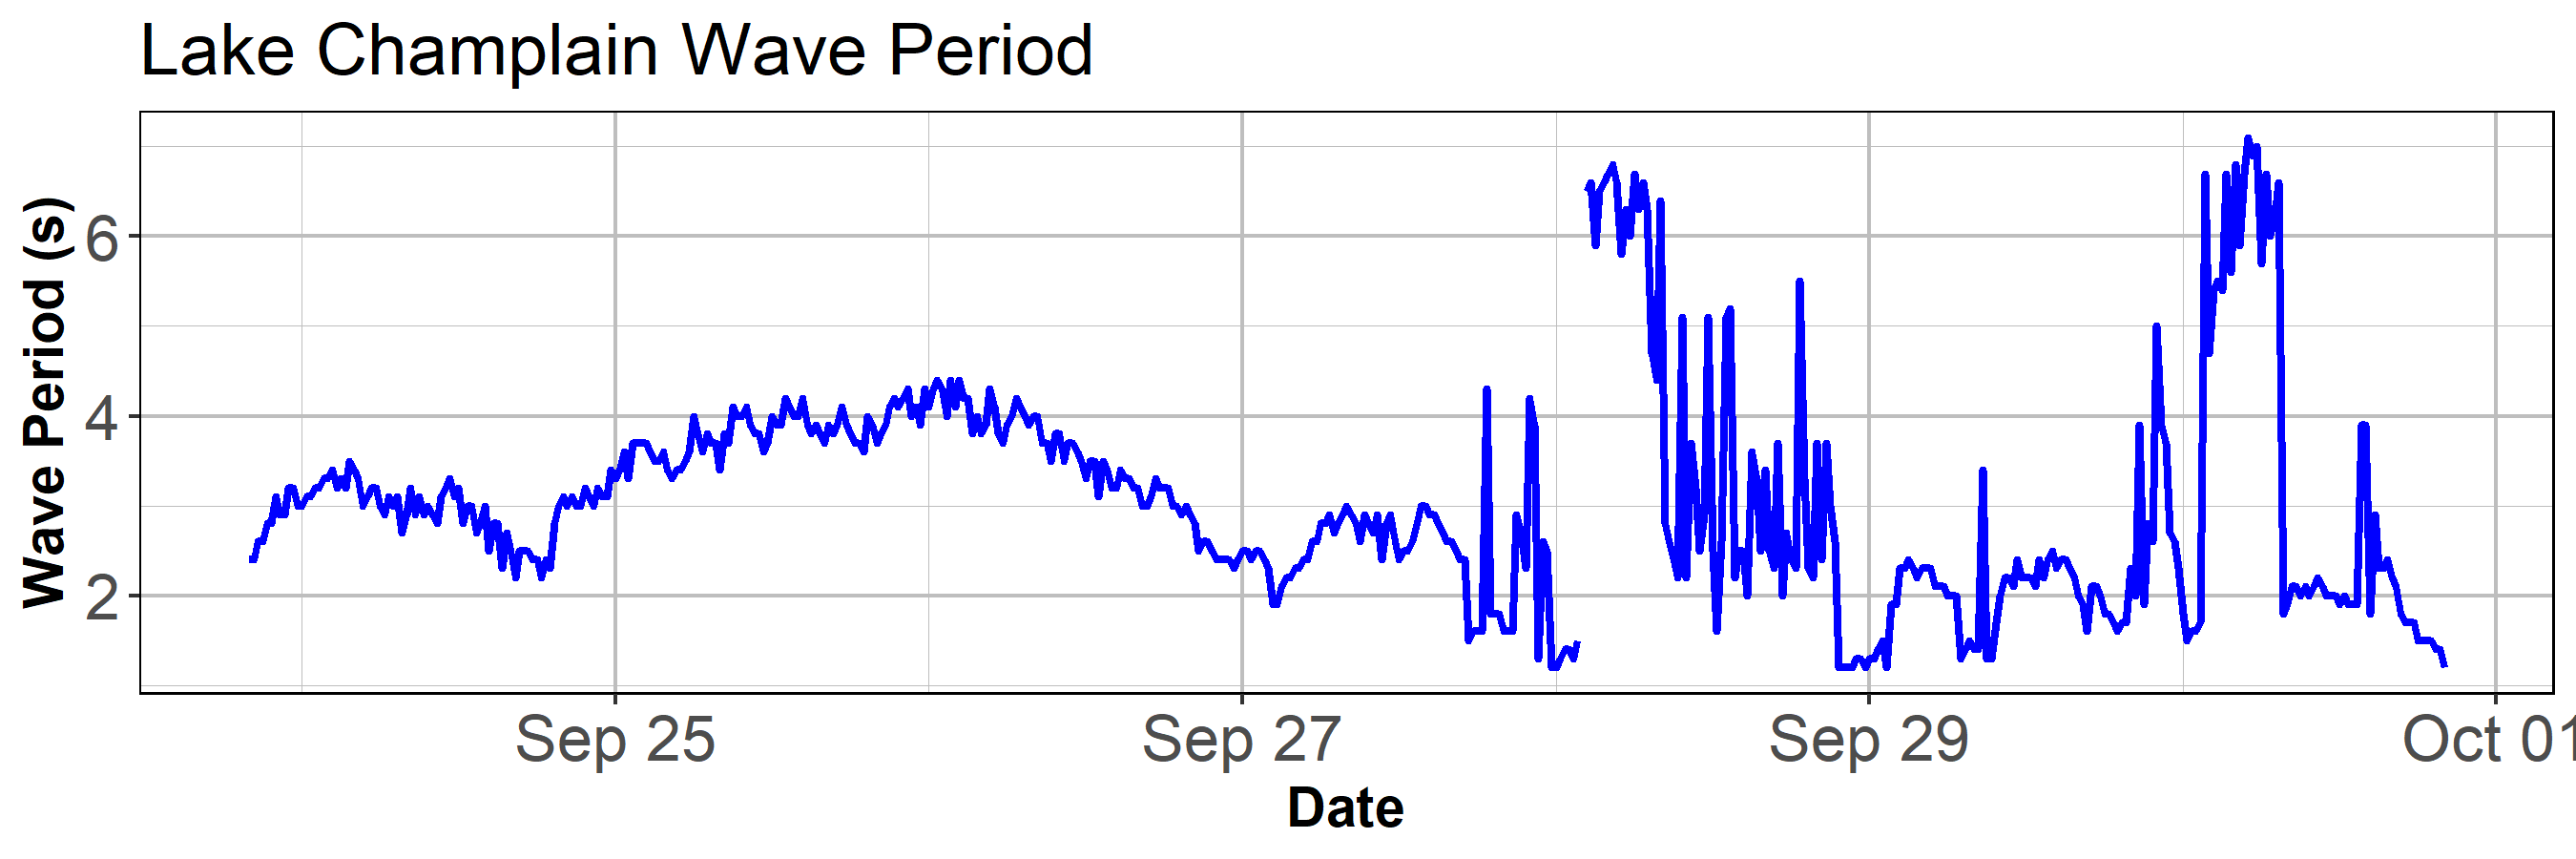 Lake Champlain Wave Period
Wave Period (s)
6
4
2
Sep 25
Sep 27
Sep 29
Oct 01
Date